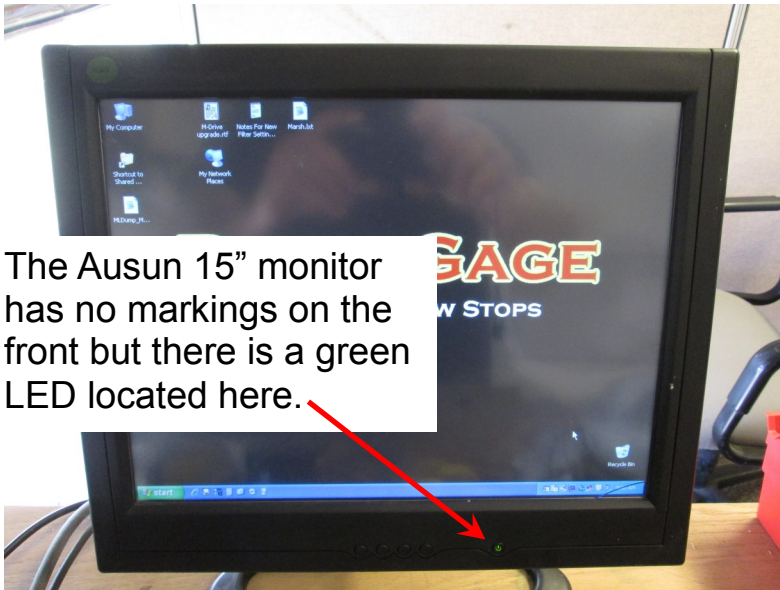 My Computer
M-Drive
upgrade.rtf
Notes For New
Filter Settin...
Marsh.txt
Shortcut to
Shared ...
My Network
Places
MLDump_M...
The Ausun 15” monitor
has no markings on the
front but there is a green
LED located here.
GAGE
W STOPS
Recycle Bin
start